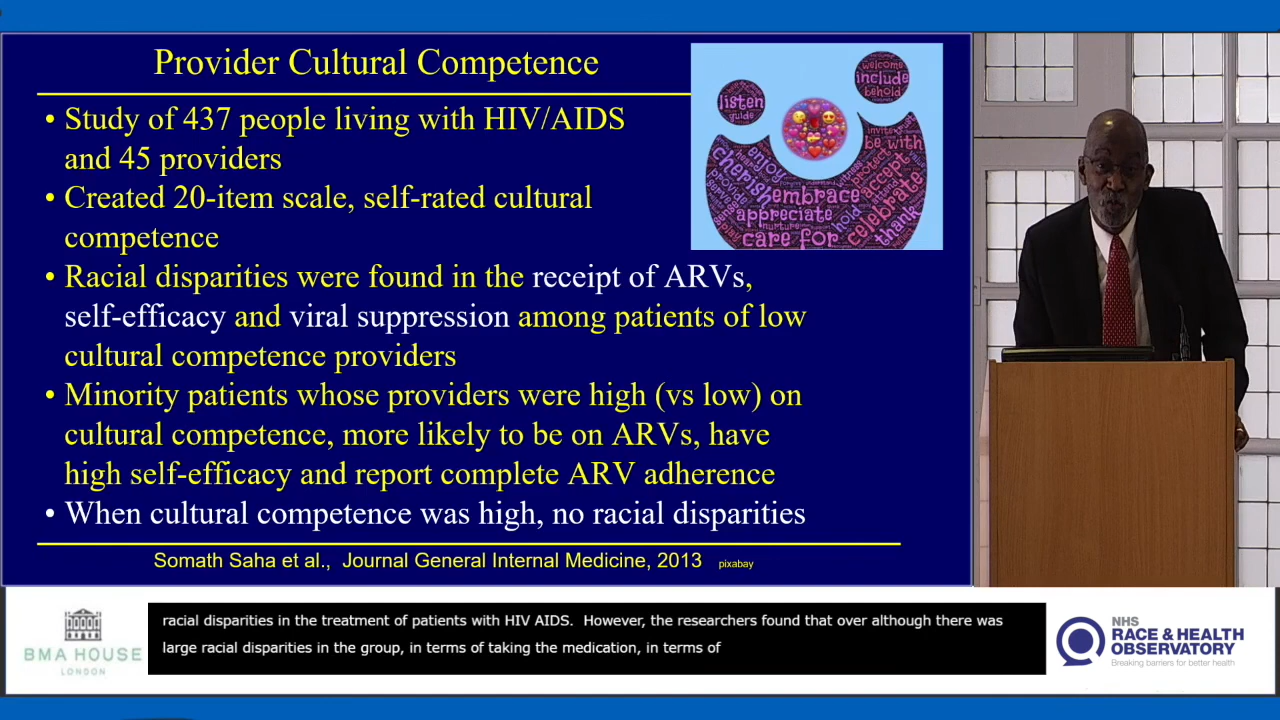 Provider Cultural Competence
• Study of 437 people living with HIV/AIDS
and 45 providers
• Created 20-item scale, self-rated cultural
competence
• Racial disparities were found in the receipt of ARVs,
self-efficacy and viral suppression among patients of low
cultural competence providers
• Minority patients whose providers were high (vs low) on
cultural competence, more likely to be on ARVs, have
high self-efficacy and report complete ARV adherence
• When cultural competence was high, no racial disparities
Somath Saha et al., Journal General Internal Medicine, 2013 pixabay
welcome
include
behold
listen
guide
invite
be with
enjoy
cherish
protect
accept
embrace
appreciate
nurture
hold
celebrate
thank
care for
BMA HOUSE
LONDON
racial disparities in the treatment of patients with HIV AIDS. However, the researchers found that over although there was
large racial disparities in the group, in terms of taking the medication, in terms of
NHS
RACE & HEALTH
OBSERVATORY
Breaking barriers for better health